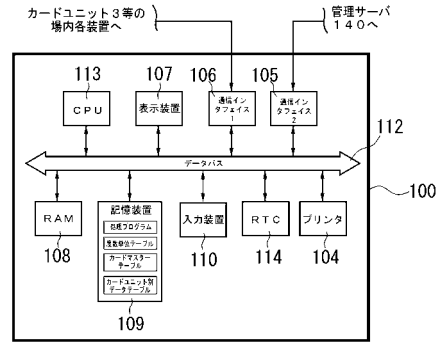 カードユニット3等の
場内各装置へ
管理サーバ
140へ
113
107
106
105
CPU
表示装置
通信イン
タフェイス
1
通信イン
タフェイス
2
112
データバス
100
RAM
記憶装置
処理プログラム
度数単位テーブル
カードマスター
テーブル
カードユニット別
データテーブル
入力装置
RTC
プリンタ
108
109
110
114
104